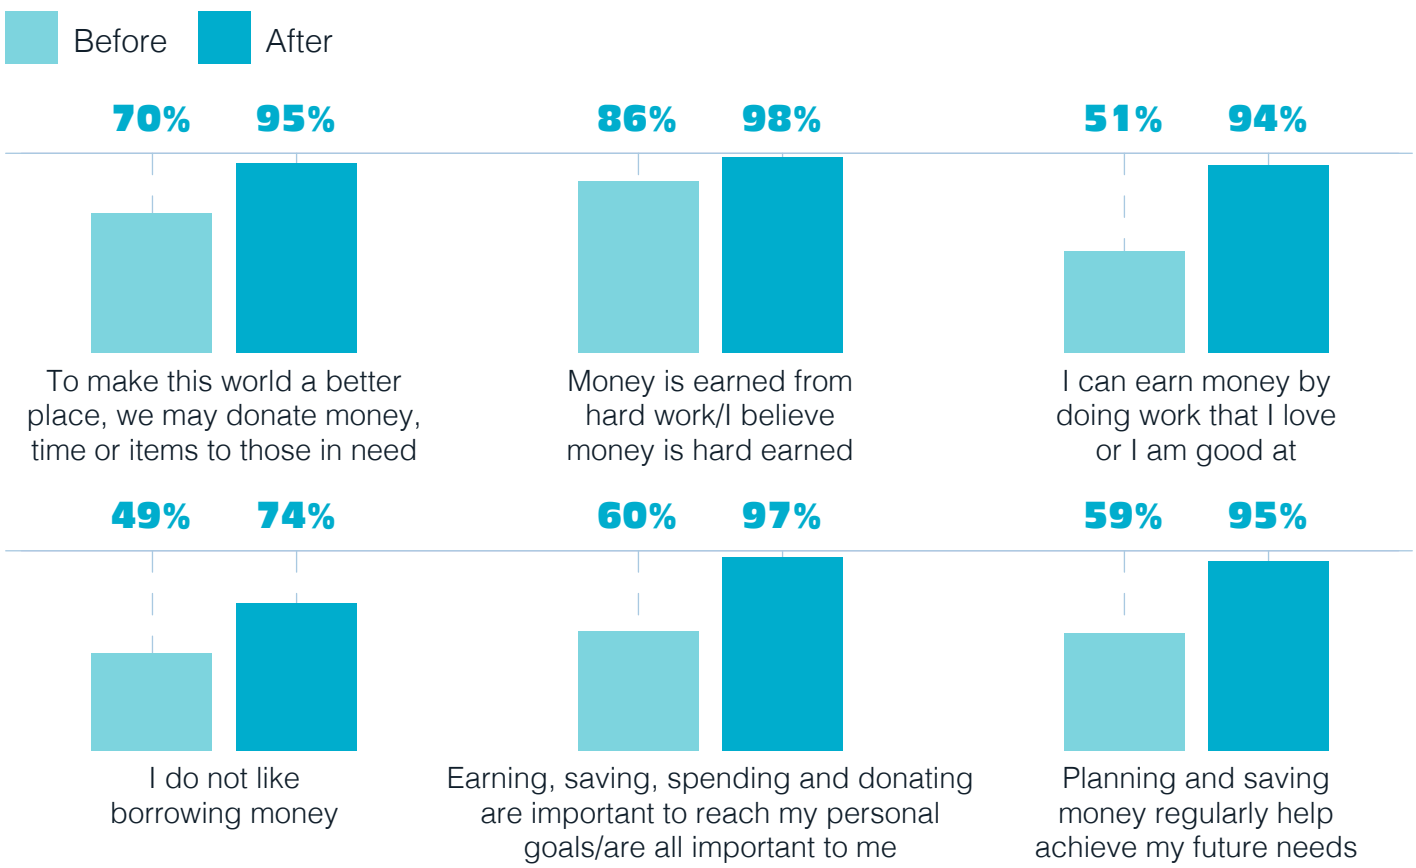 Before After
70% 95%
86% 98%
51% 94%
To make this world a better
place, we may donate money,
time or items to those in need
Money is earned from
hard work/I believe
money is hard earned
I can earn money by
doing work that I love
or I am good at
49% 74%
60% 97%
59% 95%
I do not like
borrowing money
Earning, saving, spending and donating
are important to reach my personal
goals/are all important to me
Planning and saving
money regularly help
achieve my future needs